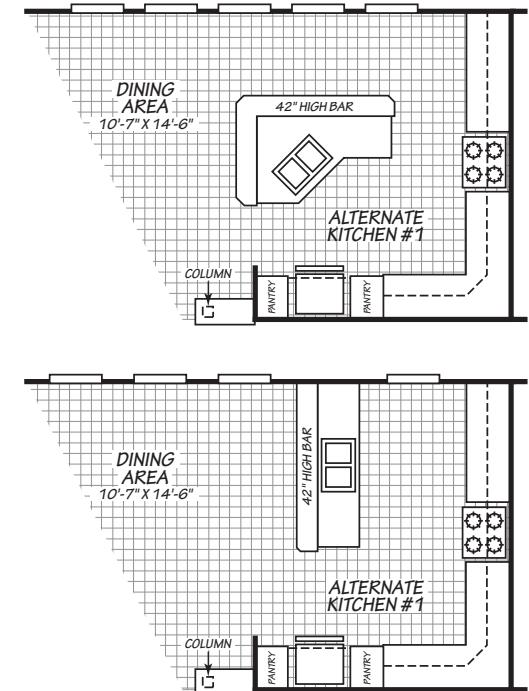 DINING
AREA
10'-7" X 14'-6"
42" HIGH BAR
ALTERNATE
KITCHEN #1
COLUMN
PANTRY
PANTRY
DINING
AREA
10'-7" X 14'-6"
42" HIGH BAR
ALTERNATE
KITCHEN #1
COLUMN
PANTRY
PANTRY